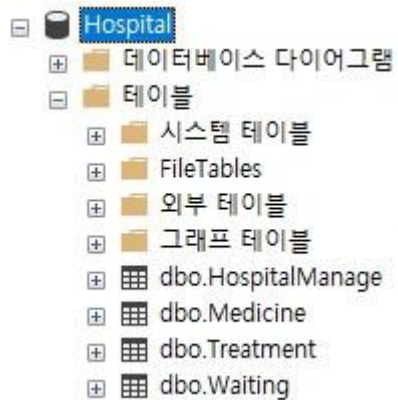 Hospital
데이터베이스 다이어그램
테이블
시스템 테이블
FileTables
외부 테이블
그래프 테이블
dbo.HospitalManage
dbo.Medicine
dbo.Treatment
dbo.Waiting